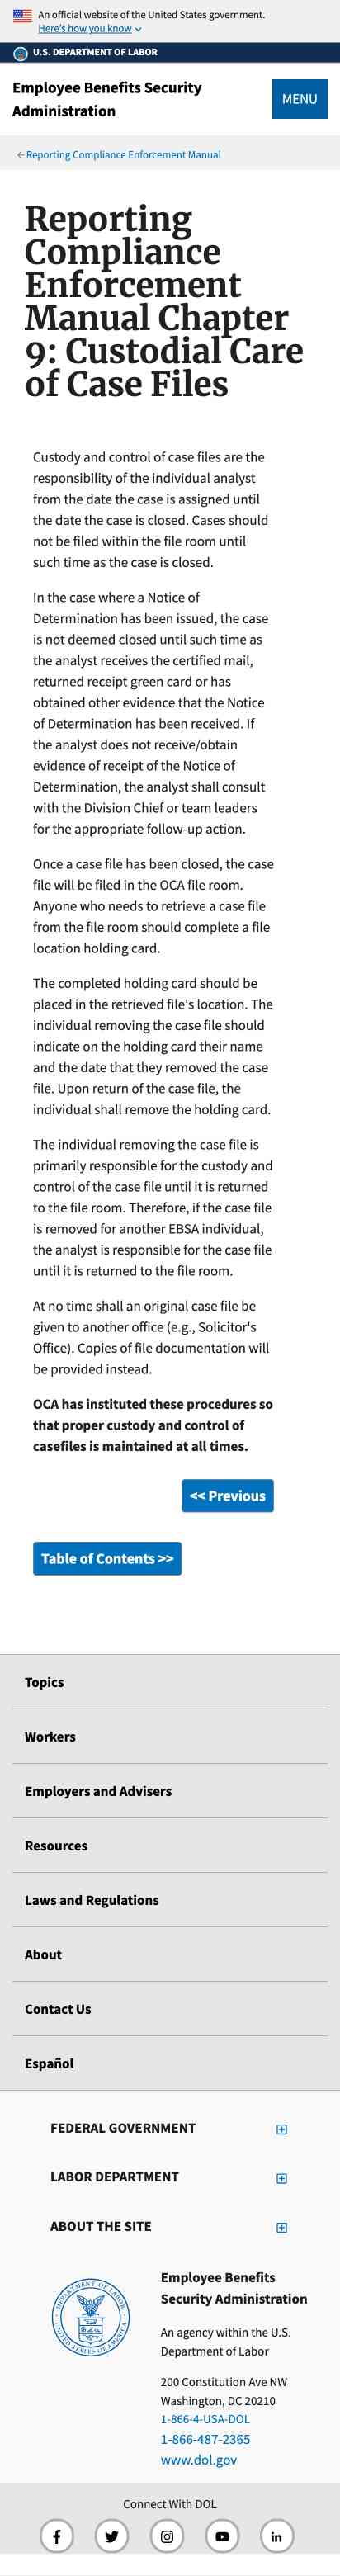 An official website of the United States government.
Here's how you know
U.S. DEPARTMENT OF LABOR
Employee Benefits Security
Administration
MENU
Reporting Compliance Enforcement Manual
Reporting
Compliance
Enforcement
Manual Chapter
9: Custodial Care
of Case Files
Custody and control of case files are the
responsibility of the individual analyst
from the date the case is assigned until
the date the case is closed. Cases should
not be filed within the file room until
such time as the case is closed.
In the case where a Notice of
Determination has been issued, the case
is not deemed closed until such time as
the analyst receives the certified mail,
returned receipt green card or has
obtained other evidence that the Notice
of Determination has been received. If
the analyst does not receive/obtain
evidence of receipt of the Notice of
Determination, the analyst shall consult
with the Division Chief or team leaders
for the appropriate follow-up action.
Once a case file has been closed, the case
file will be filed in the OCA file room.
Anyone who needs to retrieve a case file
from the file room should complete a file
location holding card.
The completed holding card should be
placed in the retrieved file's location. The
individual removing the case file should
indicate on the holding card their name
and the date that they removed the case
file. Upon return of the case file, the
individual shall remove the holding card.
The individual removing the case file is
primarily responsible for the custody and
control of the case file until it is returned
to the file room. Therefore, if the case file
is removed for another EBSA individual,
the analyst is responsible for the case file
until it is returned to the file room.
At no time shall an original case file be
given to another office (e.g., Solicitor's
Office). Copies of file documentation will
be provided instead.
OCA has instituted these procedures so
that proper custody and control of
casefiles is maintained at all times.
<< Previous
Table of Contents >>
Topics
Workers
Employers and Advisers
Resources
Laws and Regulations
About
Contact Us
Español
FEDERAL GOVERNMENT
LABOR DEPARTMENT
ABOUT THE SITE
DEPARTMENT OF LABOR
UNITED STATES OF AMERICA
Employee Benefits
Security Administration
An agency within the U.S.
Department of Labor
200 Constitution Ave NW
Washington, DC 20210
1-866-4-USA-DOL
1-866-487-2365
www.dol.gov
Connect With DOL